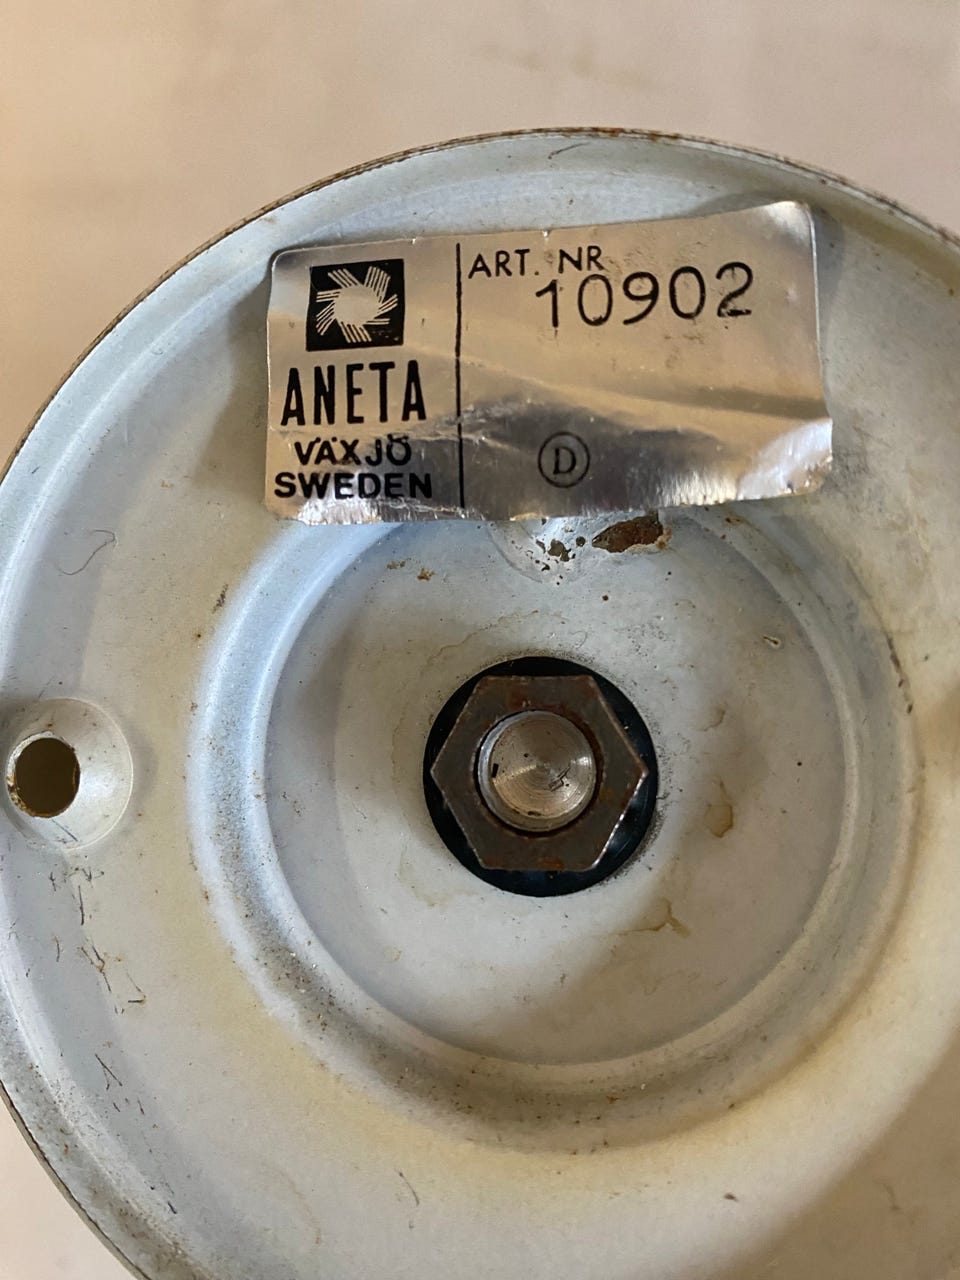 ANETA
VÄXJÖ
SWEDEN
ART. NR
10902
D